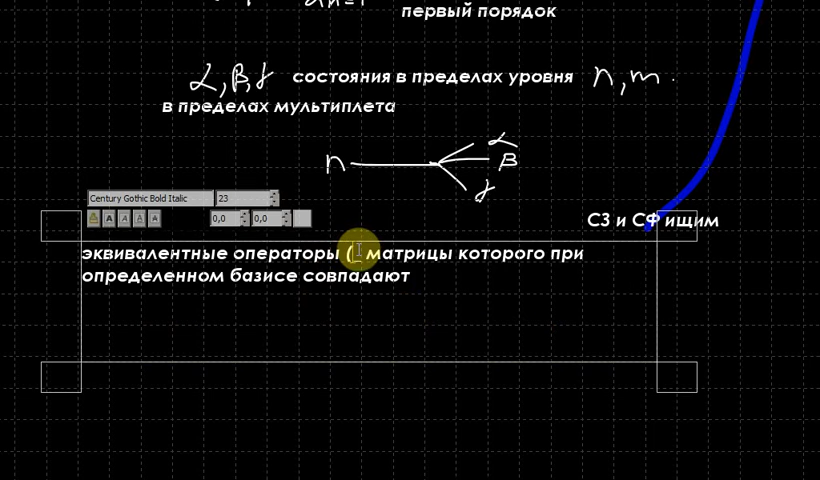 первый порядок
α, β, γ состояния в пределах уровня n, m.
в пределах мультиплета
α
n β
γ
Century Gothic Bold Italic 23
A A A A 0,0 0,0
СЗ и СФ ищим
эквивалентные операторы ( матрицы которого при
определенном базисе совпадают